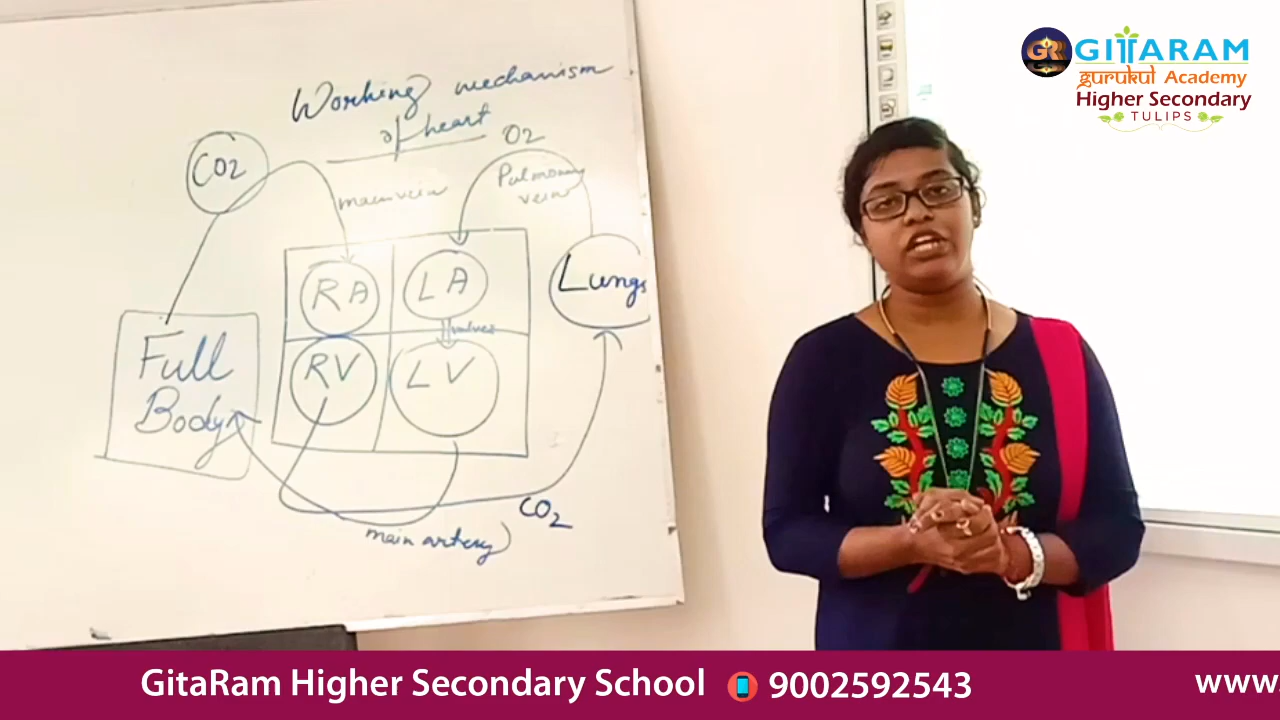 Working mechanism
of heart
CO2
O2
main vein
Pulmonary
vein
RA
LA
Lungs
valves
Full
Body
RV
LV
CO2
main artery
GR
GITARAM
gurukul Academy
Higher Secondary
TULIPS
GitaRam Higher Secondary School
9002592543
www.